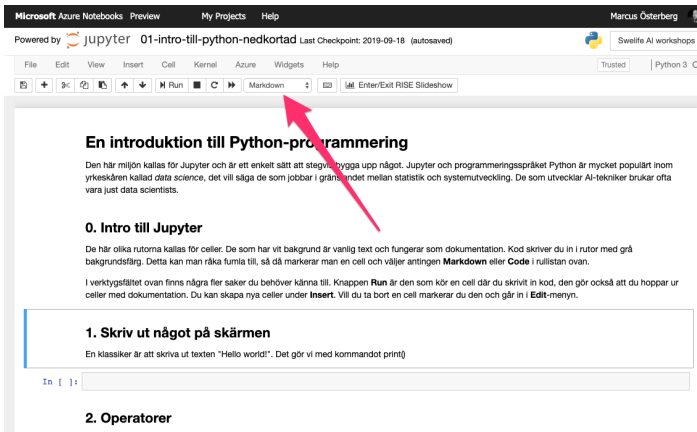 Microsoft Azure Notebooks Preview My Projects Help Marcus Österberg
Powered by jupyter 01-intro-till-python-nedkortad Last Checkpoint: 2019-09-18 (autosaved) Swelife AI workshops
File Edit View Insert Cell Kernel Azure Widgets Help Trusted Python 3
Run Markdown Enter/Exit RISE Slideshow
En introduktion till Python-programmering
Den här miljön kallas för Jupyter och är ett enkelt sätt att stegvis bygga upp något. Jupyter och programmeringsspråket Python är mycket populärt inom
yrkeskåren kallad data science, det vill säga de som jobbar i gränslandet mellan statistik och systemutveckling. De som utvecklar AI-tekniker brukar ofta
vara just data scientists.
0. Intro till Jupyter
De här olika rutorna kallas för celler. De som har vit bakgrund är vanlig text och fungerar som dokumentation. Kod skriver du in i rutor med grå
bakgrundsfärg. Detta kan man råka fumla till, så då markerar man en cell och väljer antingen Markdown eller Code i rullistan ovan.
I verktygsfältet ovan finns några fler saker du behöver känna till. Knappen Run är den som kör en cell där du skrivit in kod, den gör också att du hoppar ur
celler med dokumentation. Du kan skapa nya celler under Insert. Vill du ta bort en cell markerar du den och går in i Edit-menyn.
1. Skriv ut något på skärmen
En klassiker är att skriva ut texten "Hello world!". Det gör vi med kommandot print()
In [ ]:
2. Operatorer